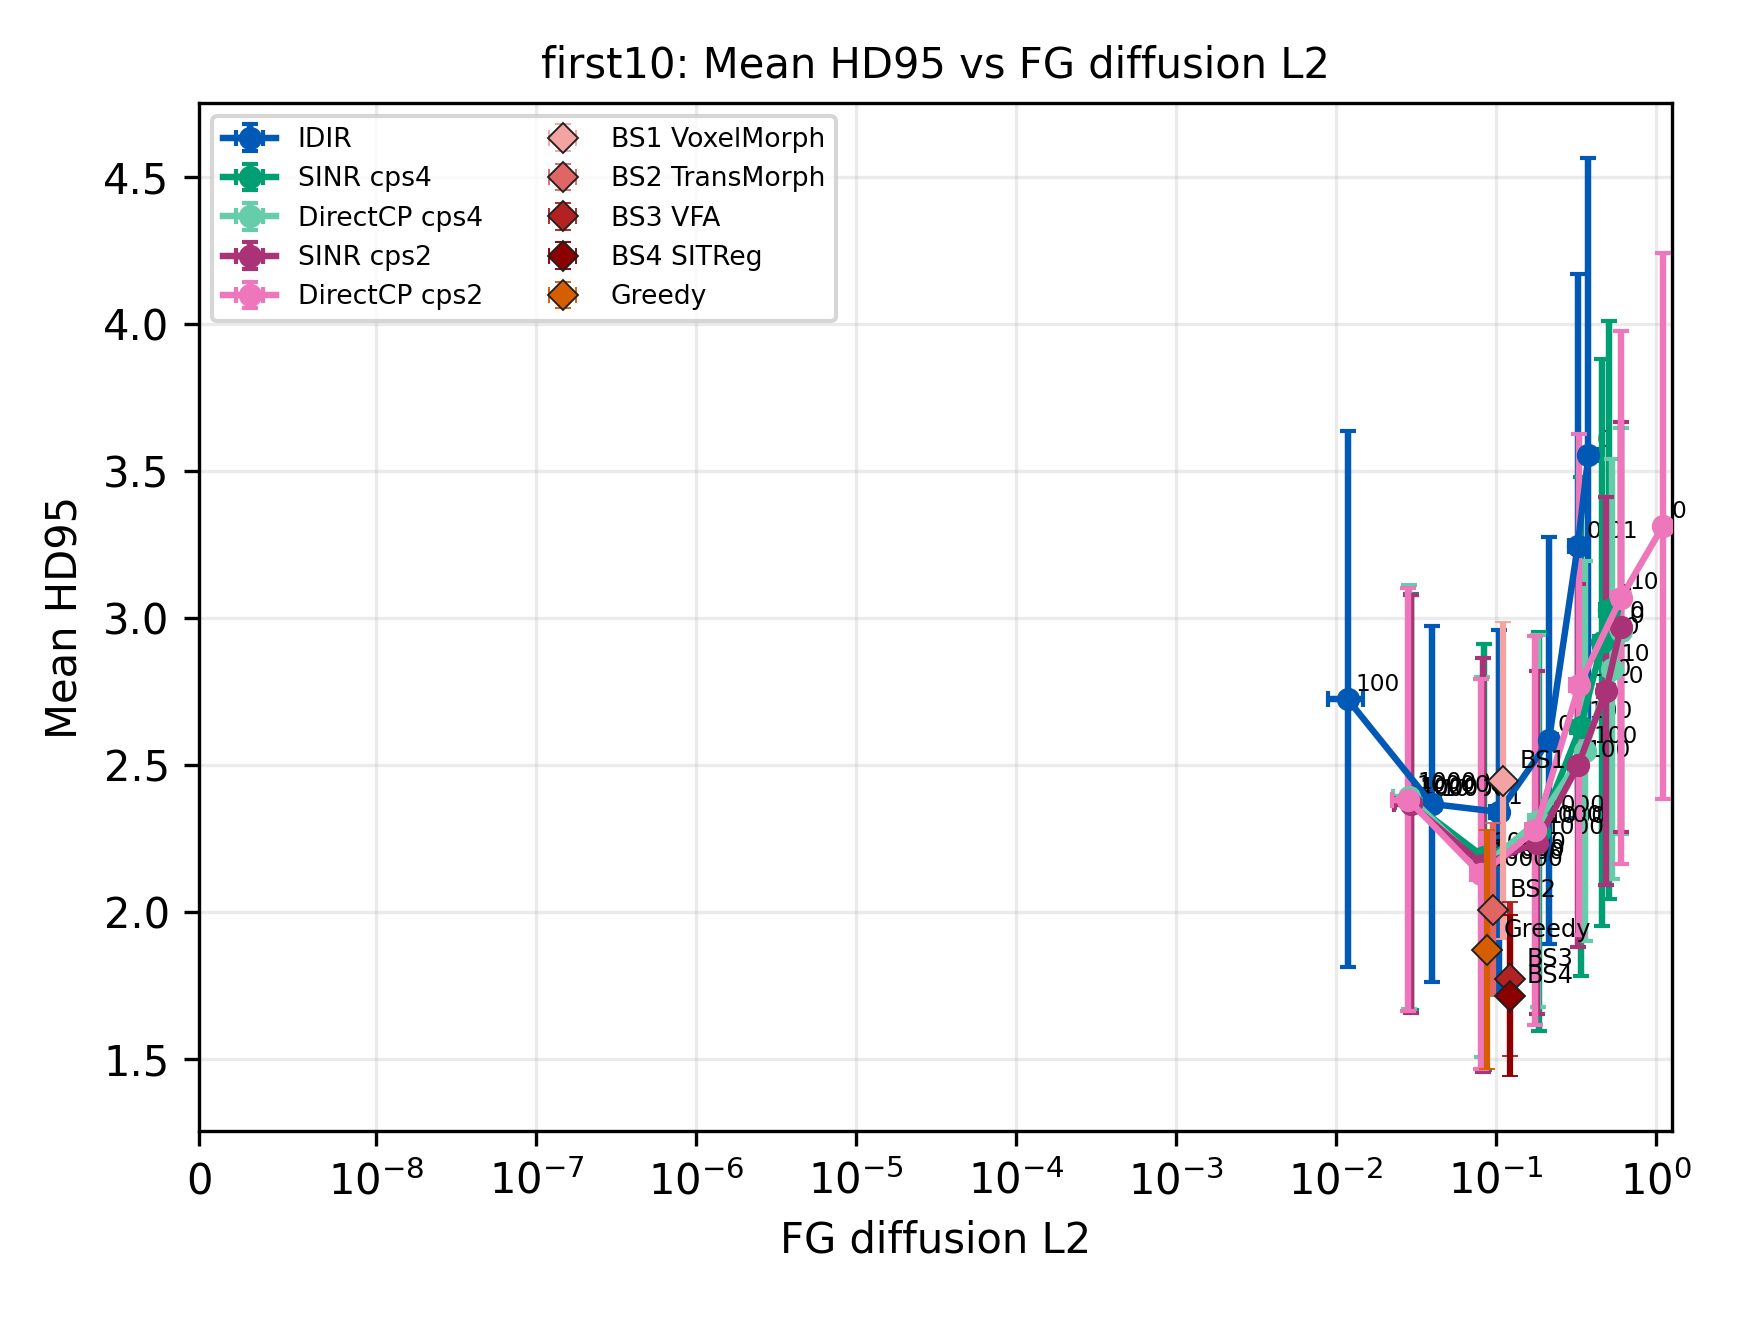 first10: Mean HD95 vs FG diffusion L2
Mean HD95
4.5
4.0
3.5
3.0
2.5
2.0
1.5
IDIR
SINR cps4
DirectCP cps4
SINR cps2
DirectCP cps2
BS1 VoxelMorph
BS2 TransMorph
BS3 VFA
BS4 SITReg
Greedy
0
10
100
BS1
1
BS2
Greedy
BS3
BS4
0 10⁻⁸ 10⁻⁷ 10⁻⁶ 10⁻⁵ 10⁻⁴ 10⁻³ 10⁻² 10⁻¹ 10⁰
FG diffusion L2